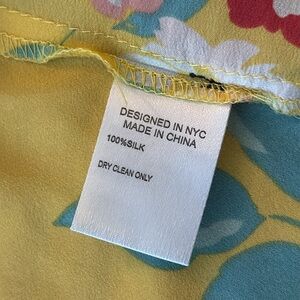 DESIGNED IN NYC
MADE IN CHINA
100%SILK
DRY CLEAN ONLY